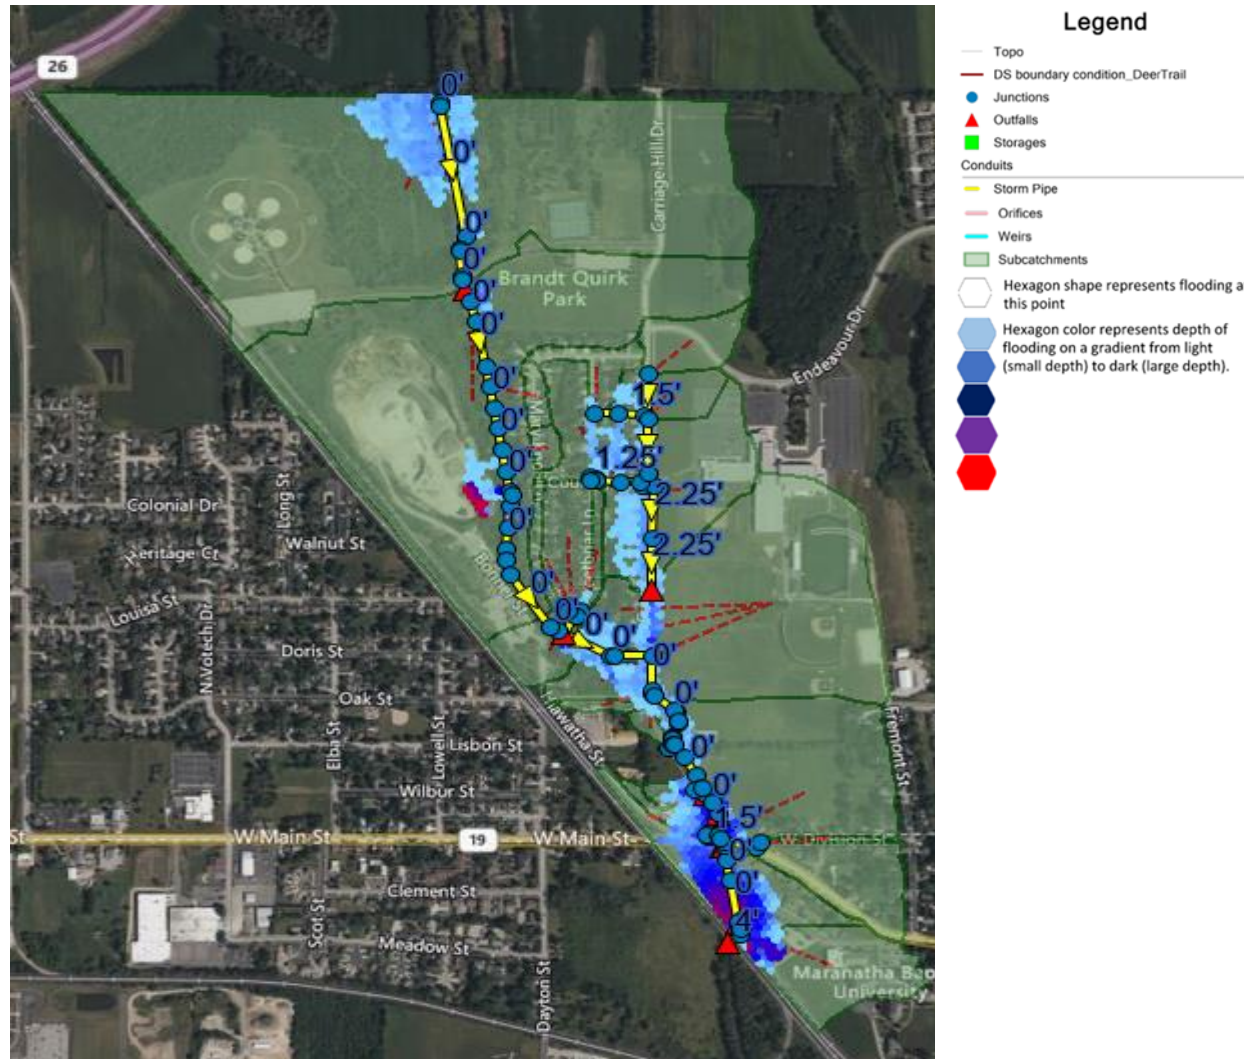 Legend
Topo
DS boundary condition_DeerTrail
Junctions
Outfalls
Storages
Conduits
Storm Pipe
Orifices
Weirs
Subcatchments
Hexagon shape represents flooding a
this point
Hexagon color represents depth of
flooding on a gradient from light
(small depth) to dark (large depth).
26
0'
0'
Carriage Hill Dr
0'
0'
Brandt Quirk
Park
0'
0'
Endeavour Dr
0'
1.5'
0'
0'
1.25'
Cou
2.25'
Colonial Dr
Long St
0'
Walnut St
2.25'
Heritage Ct
0'
Louisa St
0'
0'
0'
N Votech Dr
Doris St
0'
0'
Oak St
Hiawatha St
Fremont St
Elba St
Lowell St
Lisbon St
0'
Wilbur St
0'
1.5'
St
W Main St
19
W Main St
0'
W Division St
Clement St
0'
Scot St
Meadow St
4'
Dayton St
Maranatha Bap
University